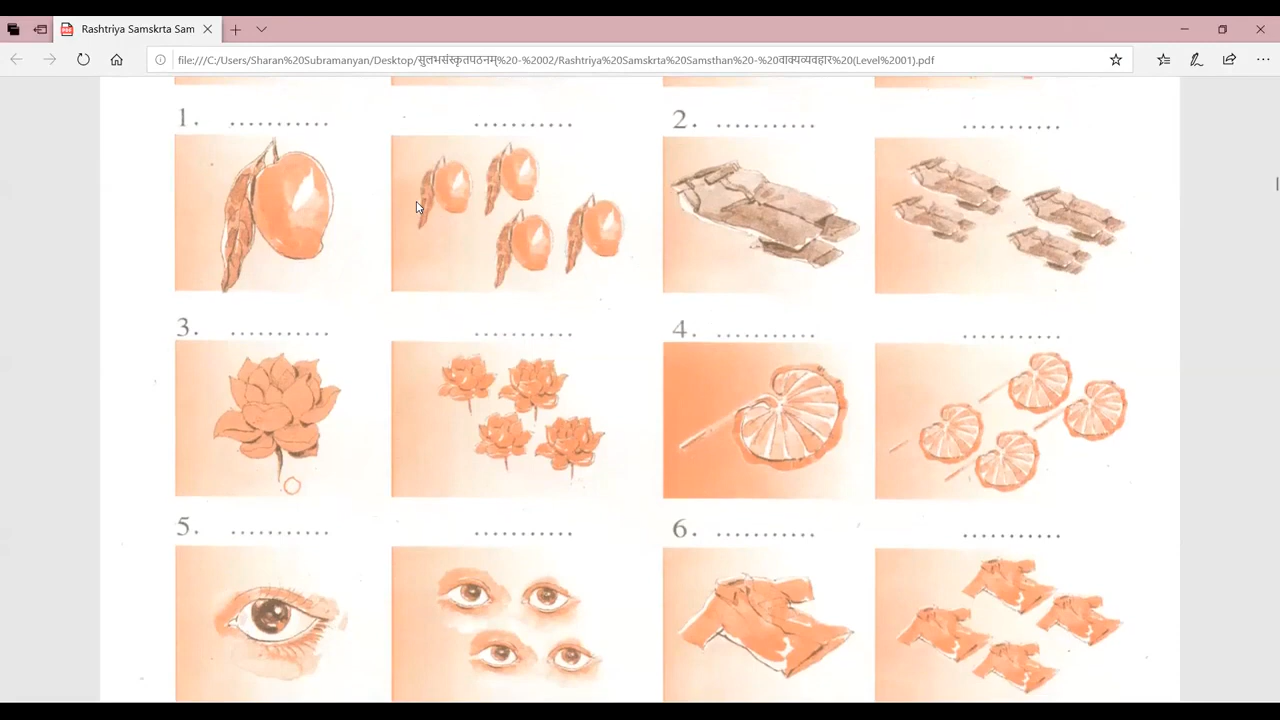 Rashtriya Samskrta Sam
file:///C:/Users/Sharan%20Subramanyan/Desktop/सुलभसंस्कृतपठनम्%20-%2002/Rashtriya%20Samskrta%20Samsthan%20-%20वाक्यव्यवहार%20(Level%2001).pdf
1. ........... ...........
2. ........... ...........
3. ........... ...........
4. ........... ...........
5. ........... ...........
6. ........... ...........